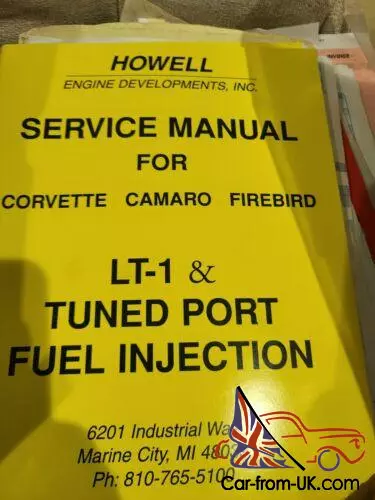 HOWELL
ENGINE DEVELOPMENTS, INC.
SERVICE MANUAL
FOR
CORVETTE CAMARO FIREBIRD
LT-1 &
TUNED PORT
FUEL INJECTION
6201 Industrial
Marine City, MI
Ph: 810-765-5100
INVOICE
Car-from-UK.com